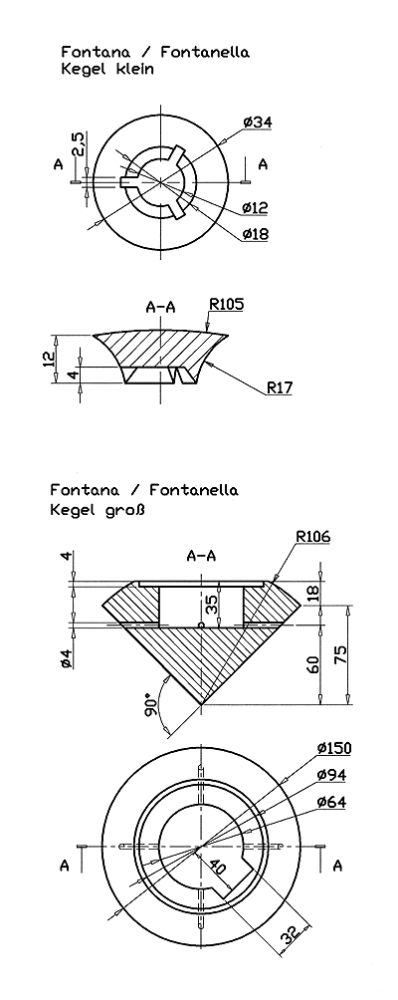 Fontana / Fontanella
Kegel klein
ø34
2,5
A
A
ø12
ø18
A-A
R105
12
4
R17
Fontana / Fontanella
Kegel groß
R106
4
A-A
35
18
ø4
60
75
90°
ø150
ø94
ø64
A
A
40
32